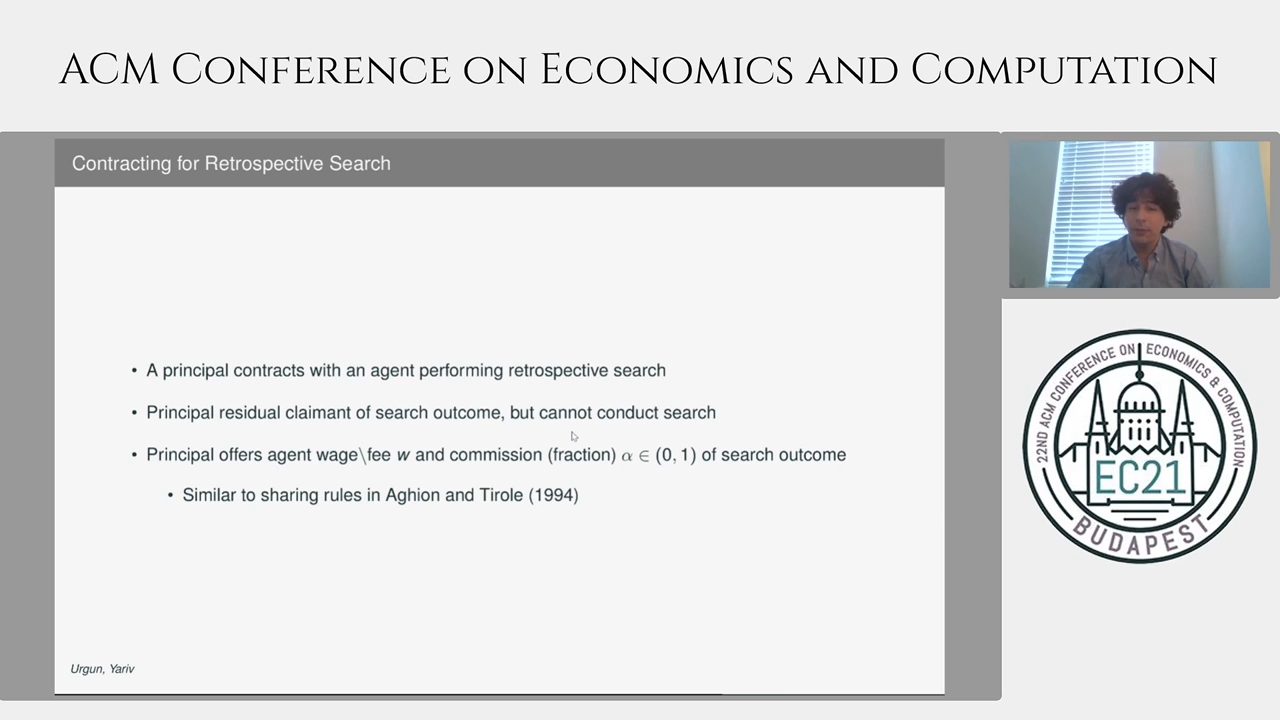 ACM Conference on Economics and Computation
Contracting for Retrospective Search
• A principal contracts with an agent performing retrospective search
• Principal residual claimant of search outcome, but cannot conduct search
• Principal offers agent wage\fee w and commission (fraction) α ∈ (0, 1) of search outcome
• Similar to sharing rules in Aghion and Tirole (1994)
Urgun, Yariv
22ND ACM CONFERENCE ON ECONOMICS & COMPUTATION
EC21
BUDAPEST